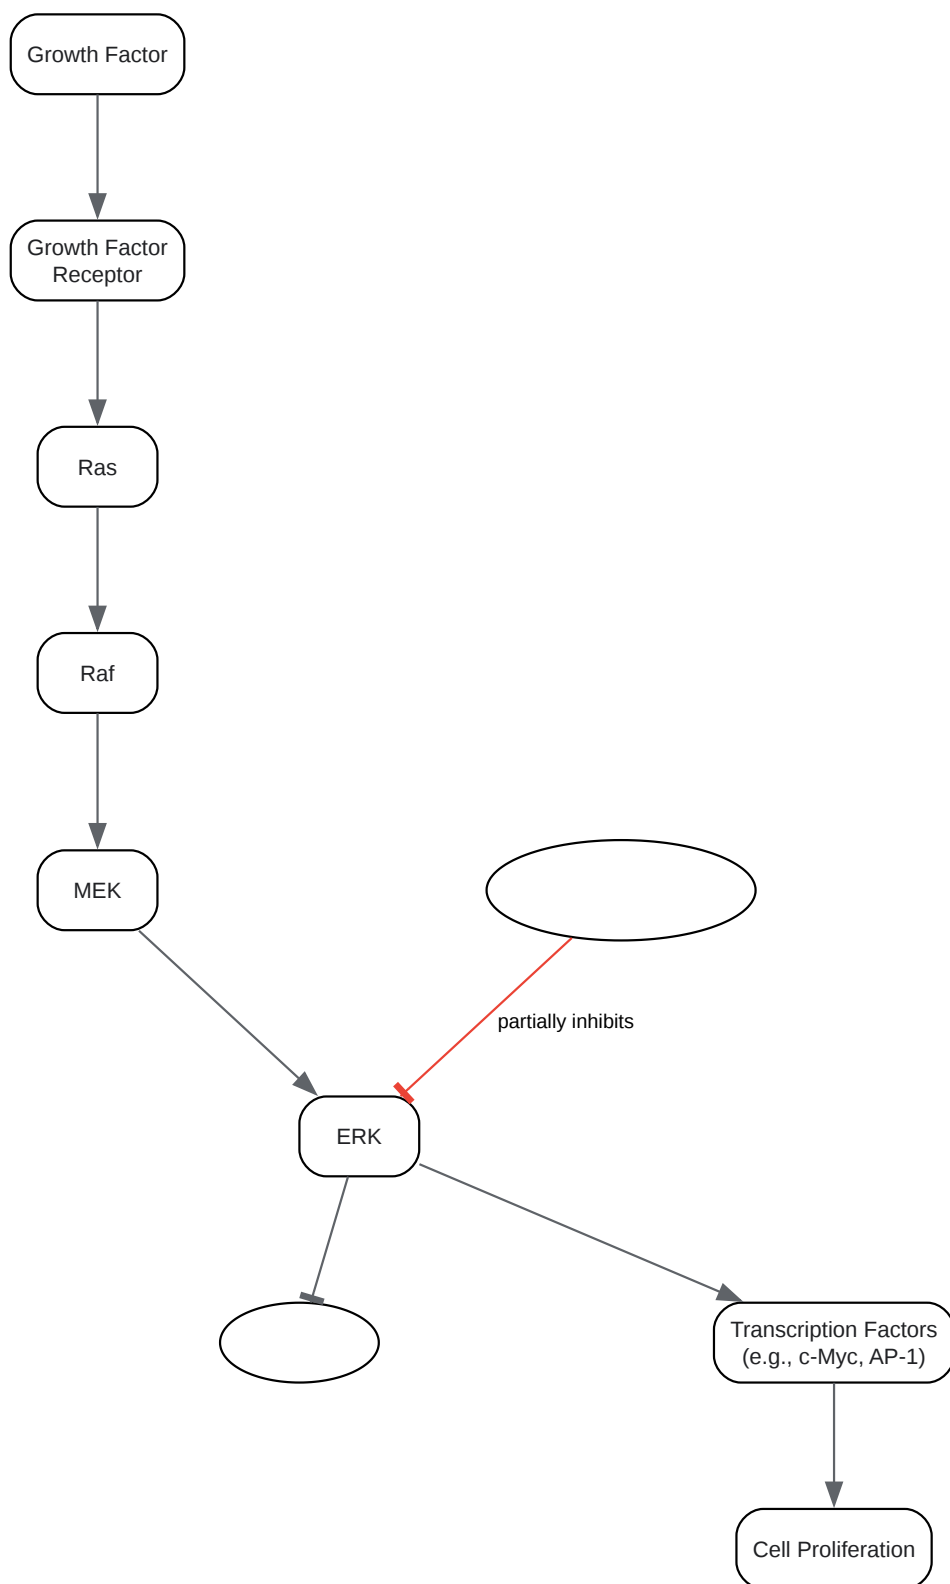 Growth Factor
Growth Factor
Receptor
Ras
Raf
MEK
partially inhibits
ERK
Transcription Factors
(e.g., c-Myc, AP-1)
Cell Proliferation